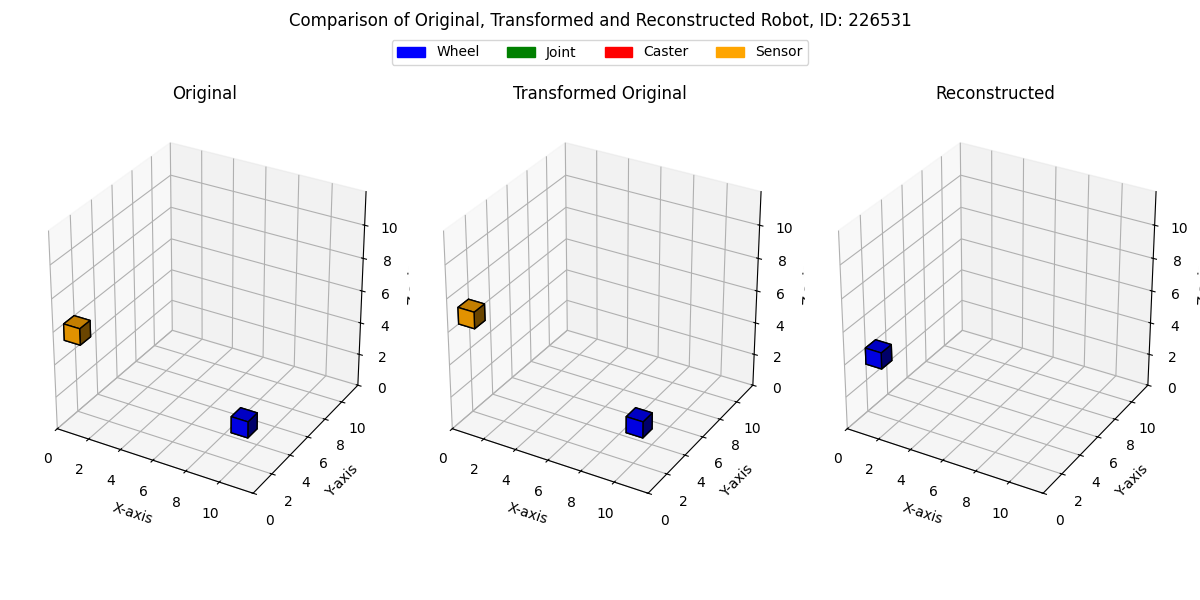 Comparison of Original, Transformed and Reconstructed Robot, ID: 226531
Wheel Joint Caster Sensor
Original Transformed Original Reconstructed
10 10 10
8 8 8
6 6 6
4 4 4
2 2 2
0 0 0
0 2 4 6 8 10 0 2 4 6 8 10 0 2 4 6 8 10
X-axis X-axis X-axis
0 2 4 6 8 10 0 2 4 6 8 10 0 2 4 6 8 10
Y-axis Y-axis Y-axis